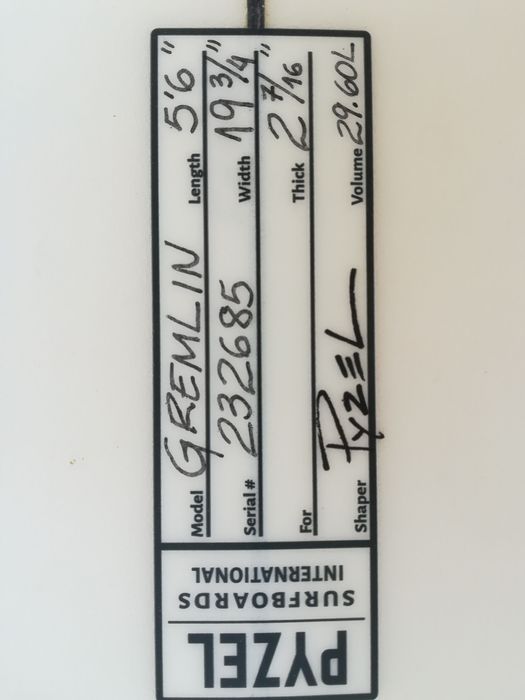 PYZEL
SURFBOARDS
INTERNATIONAL
Model GREMLIN Length 5'6"
Serial # 232685 Width 19 3/4"
For Thick 2 7/16"
Shaper PYZEL Volume 29.60L